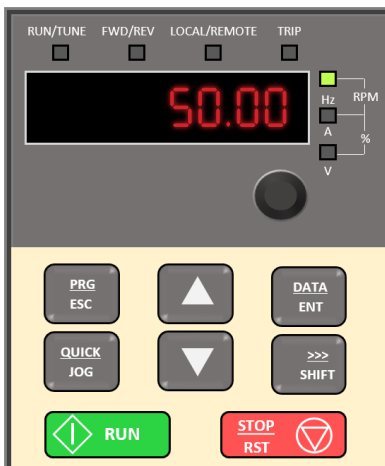 RUN/TUNE FWD/REV LOCAL/REMOTE TRIP
50.00
Hz RPM
A
%
V
PRG
ESC
DATA
ENT
QUICK
JOG
>>>
SHIFT
RUN
STOP
RST